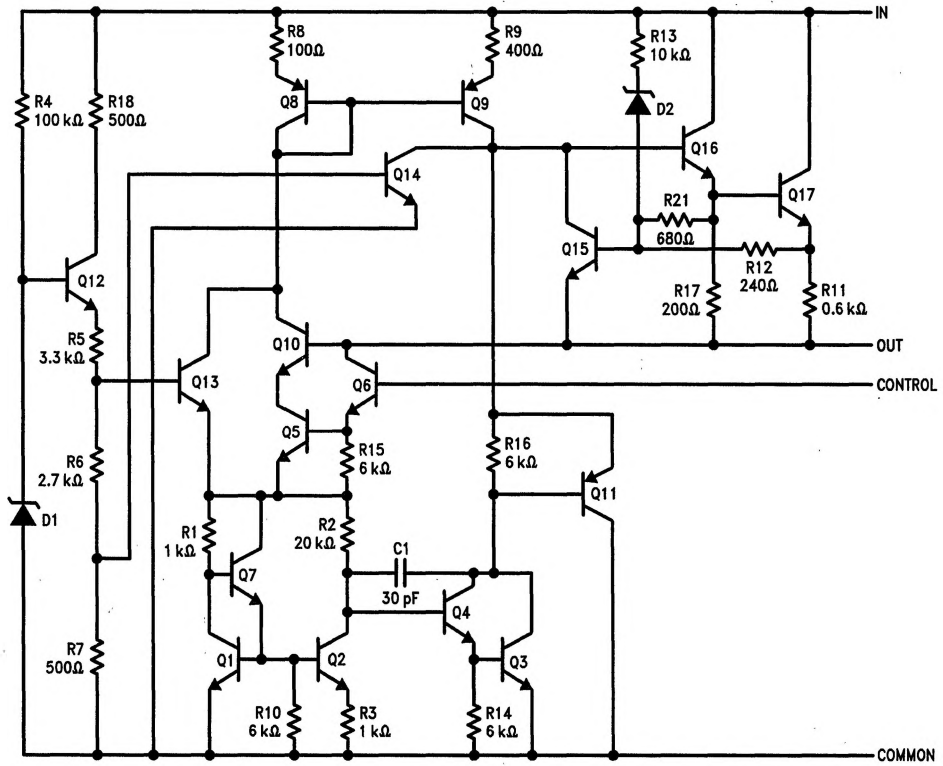 IN
R8
100Ω
R9
400Ω
R13
10 kΩ
R4
100 kΩ
R18
500Ω
Q8
Q9
D2
Q14
Q16
Q17
R21
680Ω
Q15
R12
240Ω
Q12
R17
200Ω
R11
0.6 kΩ
R5
3.3 kΩ
Q10
OUT
Q13
Q6
CONTROL
Q5
R15
6 kΩ
R16
6 kΩ
R6
2.7 kΩ
Q11
D1
R1
1 kΩ
R2
20 kΩ
C1
30 pF
Q7
Q4
R7
500Ω
Q1
Q2
Q3
R10
6 kΩ
R3
1 kΩ
R14
6 kΩ
COMMON